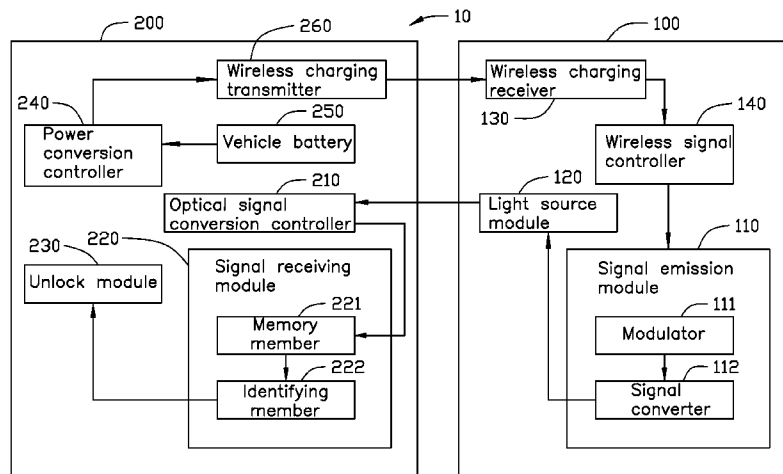 10
200
260
100
Wireless charging
transmitter
Wireless charging
receiver
130
240
250
140
Power
conversion
controller
Vehicle battery
Wireless signal
controller
210
120
Optical signal
conversion controller
Light source
module
230
220
110
Unlock module
Signal receiving
module
Signal emission
module
221
111
Memory
member
Modulator
222
112
Identifying
member
Signal
converter